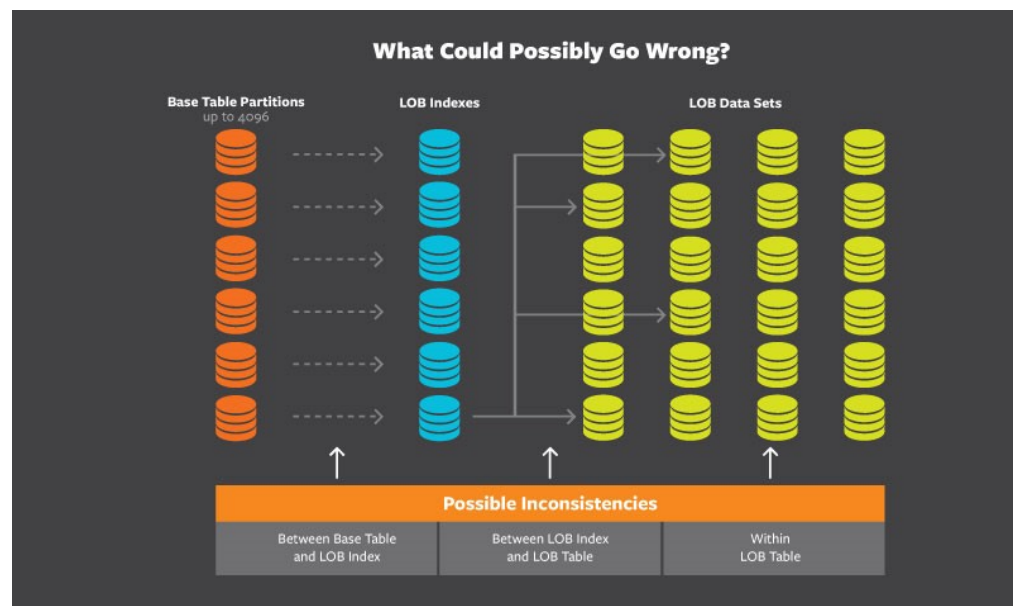 What Could Possibly Go Wrong?
Base Table Partitions
up to 4096
LOB Indexes
LOB Data Sets
Possible Inconsistencies
Between Base Table
and LOB Index
Between LOB Index
and LOB Table
Within
LOB Table